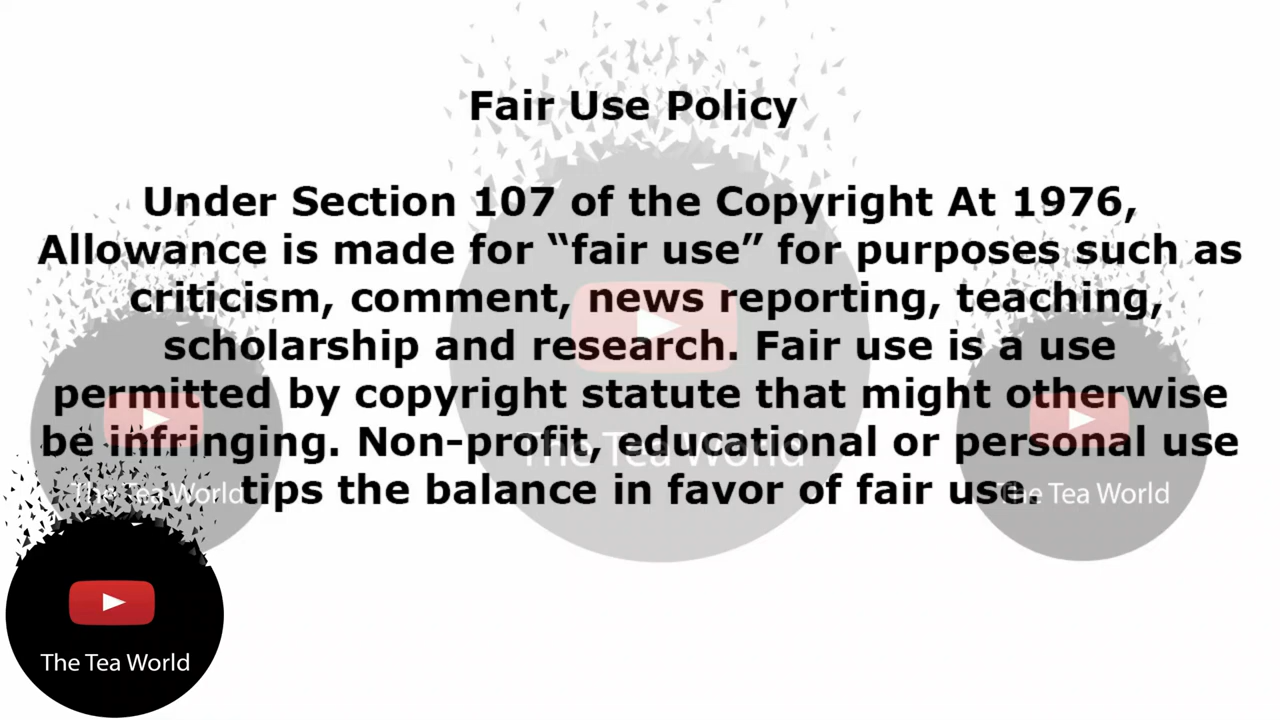 Fair Use Policy
Under Section 107 of the Copyright At 1976,
Allowance is made for “fair use” for purposes such as
criticism, comment, news reporting, teaching,
scholarship and research. Fair use is a use
permitted by copyright statute that might otherwise
be infringing. Non-profit, educational or personal use
tips the balance in favor of fair use.
The Tea World
The Tea World
The Tea World
The Tea World